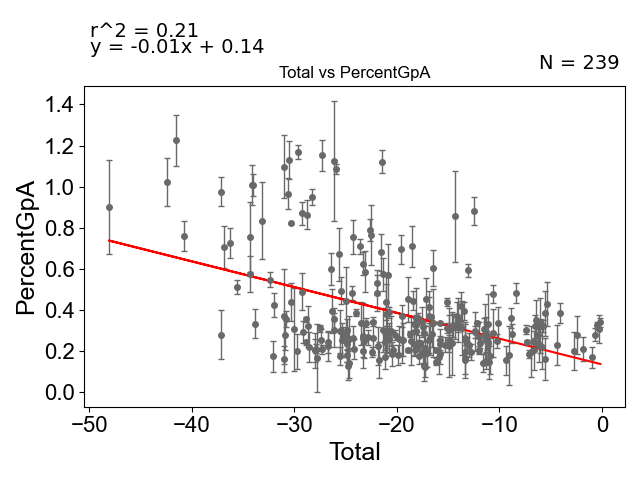 r^2 = 0.21
y = -0.01x + 0.14
N = 239
Total vs PercentGpA
PercentGpA
1.4
1.2
1.0
0.8
0.6
0.4
0.2
0.0
−50
−40
−30
−20
−10
0
Total